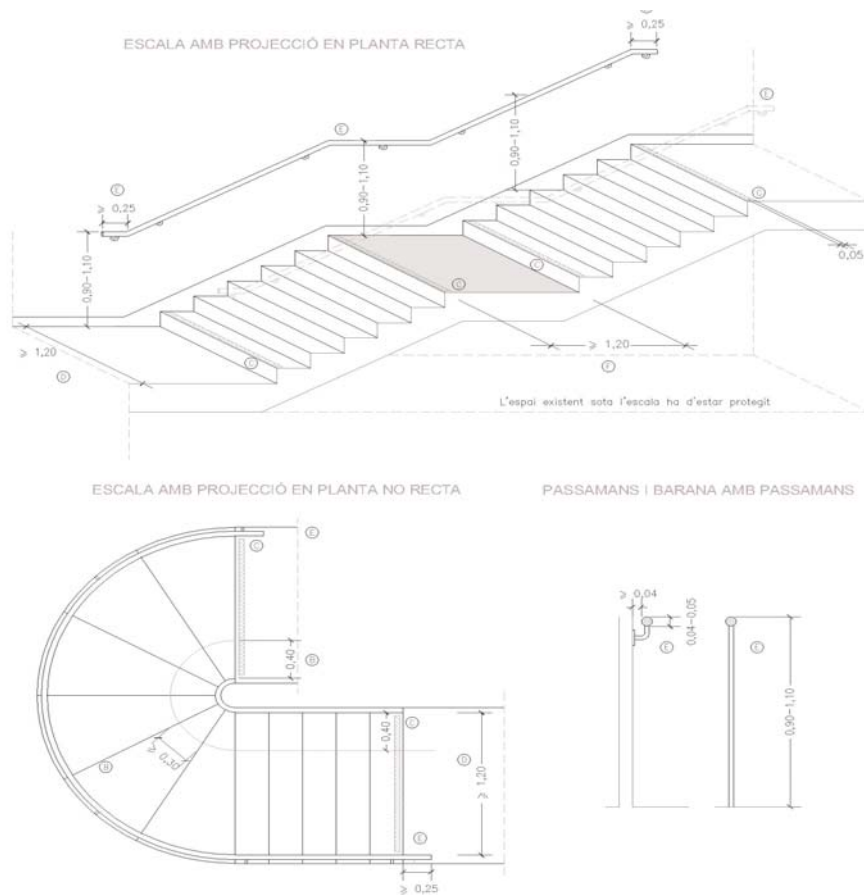 ESCALA AMB PROJECCIÓ EN PLANTA RECTA
≥ 0,25
E
0,90-1,10
E
E
≥ 0,25
0,90-1,10
0,90-1,10
C
0,05
C
C
≥ 1,20
D
C
≥ 1,20
F
L'espai existent sota l'escala ha d'estar protegit
ESCALA AMB PROJECCIÓ EN PLANTA NO RECTA
PASSAMANS I BARANA AMB PASSAMANS
C
E
0,40
B
≥ 0,30
B
0,40
C
≥ 1,20
D
E
≥ 0,25
≥ 0,04
0,04-0,05
E
E
0,90-1,10